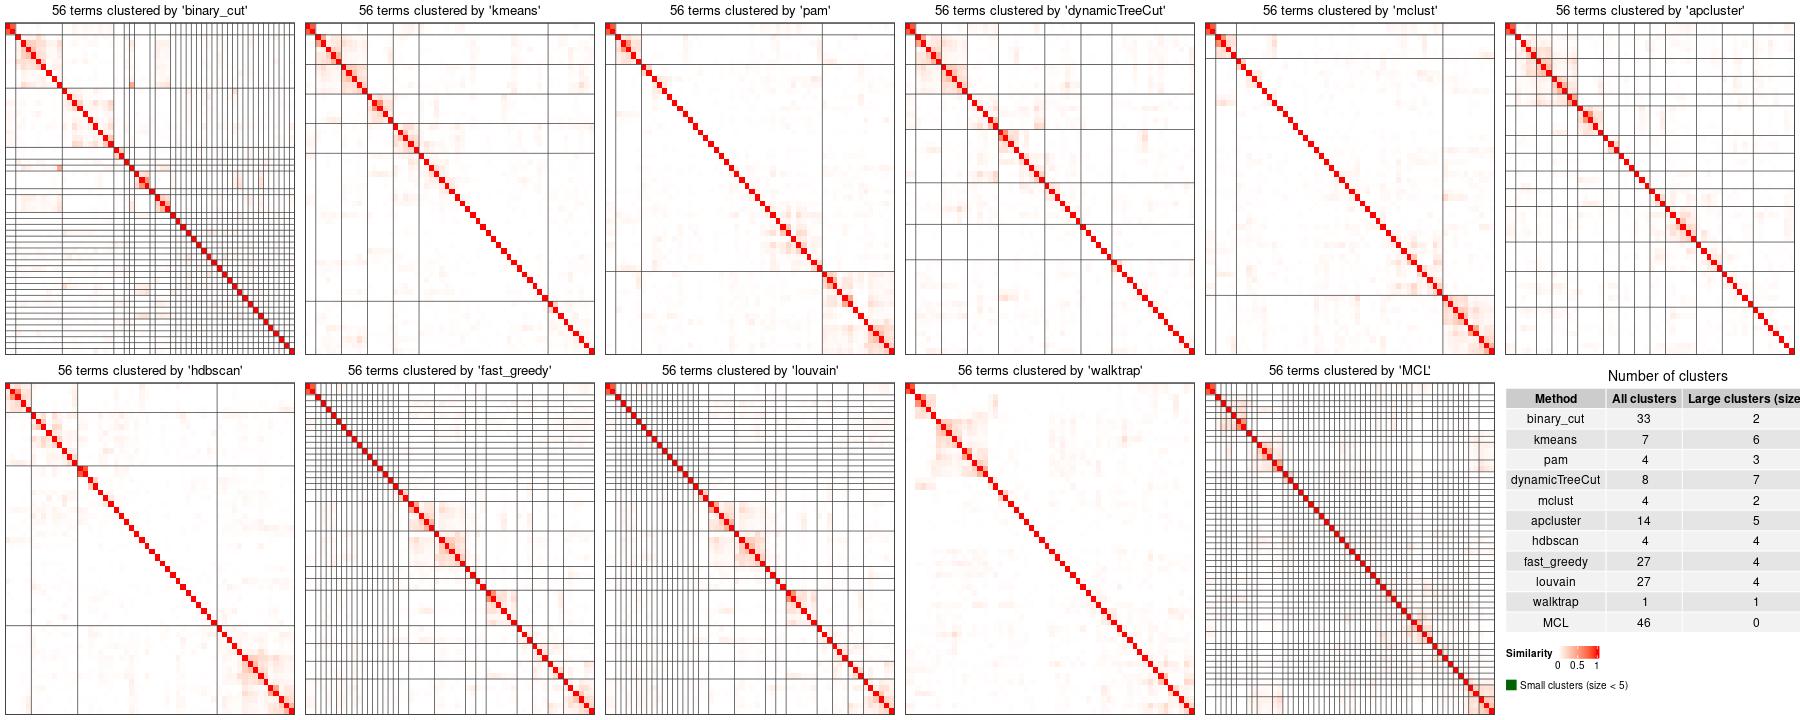 56 terms clustered by 'binary_cut'
56 terms clustered by 'kmeans'
56 terms clustered by 'pam'
56 terms clustered by 'dynamicTreeCut'
56 terms clustered by 'mclust'
56 terms clustered by 'apcluster'
56 terms clustered by 'hdbscan'
56 terms clustered by 'fast_greedy'
56 terms clustered by 'louvain'
56 terms clustered by 'walktrap'
56 terms clustered by 'MCL'
Number of clusters
Method All clusters Large clusters (size
binary_cut 33 2
kmeans 7 6
pam 4 3
dynamicTreeCut 8 7
mclust 4 2
apcluster 14 5
hdbscan 4 4
fast_greedy 27 4
louvain 27 4
walktrap 1 1
MCL 46 0
Similarity
0 0.5 1
Small clusters (size < 5)